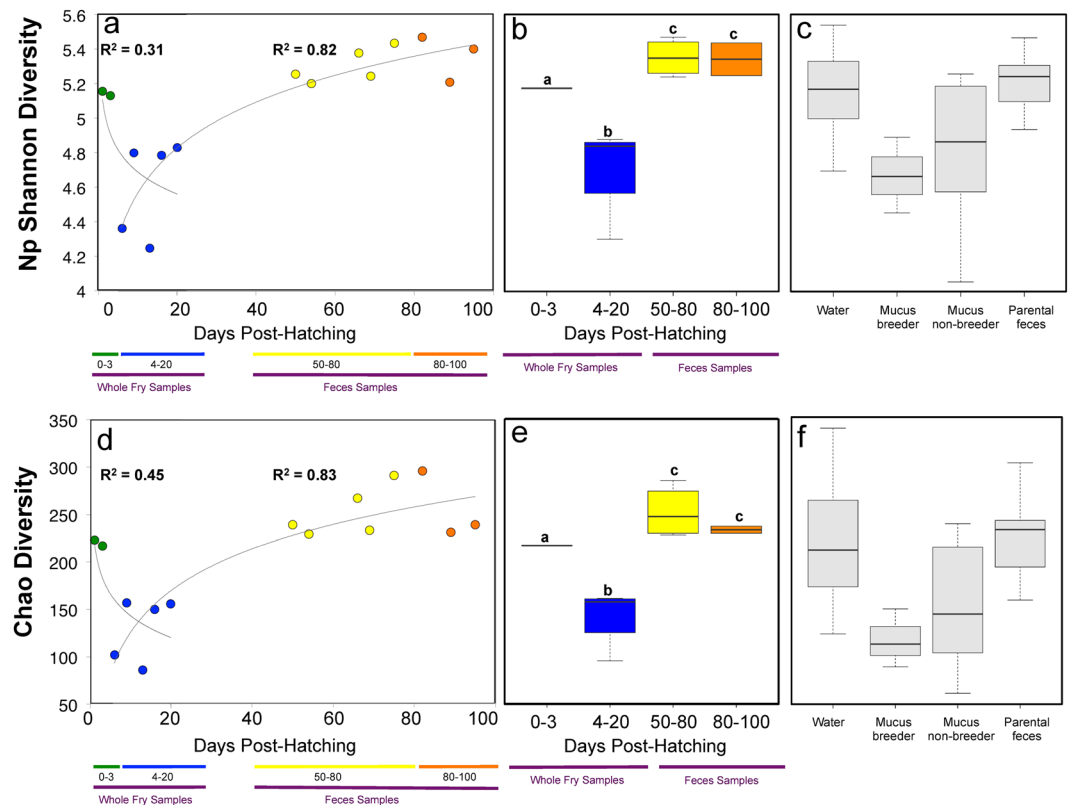 a
R² = 0.31
R² = 0.82
Np Shannon Diversity
5.6
5.4
5.2
5
4.8
4.6
4.4
4.2
4
0 20 40 60 80 100
Days Post-Hatching
0-3 4-20 50-80 80-100
Whole Fry Samples Feces Samples
b
a
b
c c
0-3 4-20 50-80 80-100
Days Post-Hatching
Whole Fry Samples Feces Samples
c
Water Mucus Mucus Parental
breeder non-breeder feces
d
R² = 0.45
R² = 0.83
Chao Diversity
350
300
250
200
150
100
50
0 20 40 60 80 100
Days Post-Hatching
0-3 4-20 50-80 80-100
Whole Fry Samples Feces Samples
e
a
b
c
c
0-3 4-20 50-80 80-100
Days Post-Hatching
Whole Fry Samples Feces Samples
f
Water Mucus Mucus Parental
breeder non-breeder feces